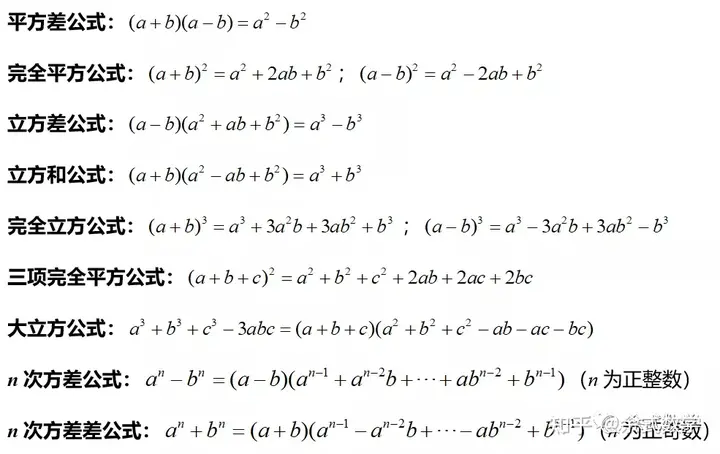 平方差公式：(a+b)(a−b)=a²−b²
完全平方公式：(a+b)²=a²+2ab+b²；(a−b)²=a²−2ab+b²
立方差公式：(a−b)(a²+ab+b²)=a³−b³
立方和公式：(a+b)(a²−ab+b²)=a³+b³
完全立方公式：(a+b)³=a³+3a²b+3ab²+b³；(a−b)³=a³−3a²b+3ab²−b³
三项完全平方公式：(a+b+c)²=a²+b²+c²+2ab+2ac+2bc
大立方公式：a³+b³+c³−3abc=(a+b+c)(a²+b²+c²−ab−ac−bc)
n 次方差公式：aⁿ−bⁿ=(a−b)(aⁿ⁻¹+aⁿ⁻²b+⋯+abⁿ⁻²+bⁿ⁻¹)（n 为正整数）
n 次方差差公式：aⁿ+bⁿ=(a+b)(aⁿ⁻¹−aⁿ⁻²b+⋯−abⁿ⁻²+bⁿ⁻¹)（n 为正奇数）
知乎